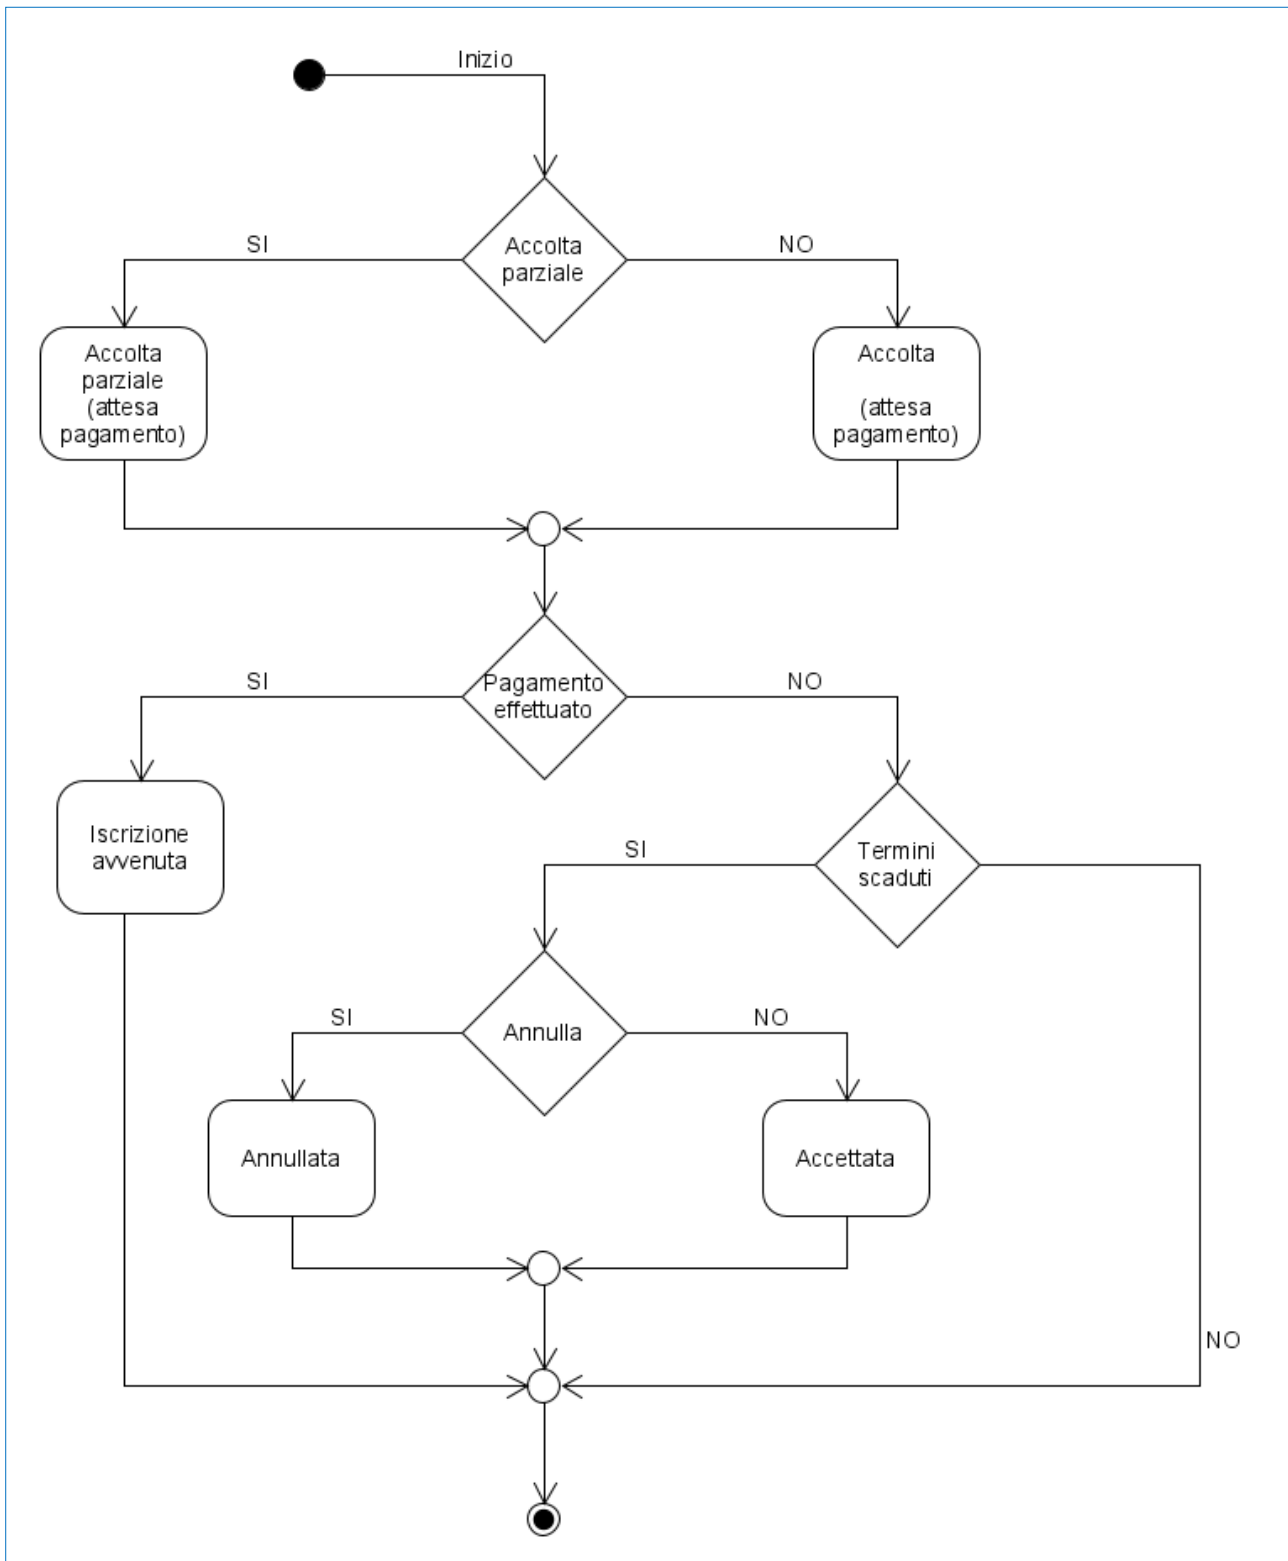 Inizio
SI
Accolta
parziale
NO
Accolta
parziale
(attesa
pagamento)
Accolta
(attesa
pagamento)
SI
Pagamento
effettuato
NO
Iscrizione
avvenuta
SI
Termini
scaduti
SI
Annulla
NO
Annullata
Accettata
NO